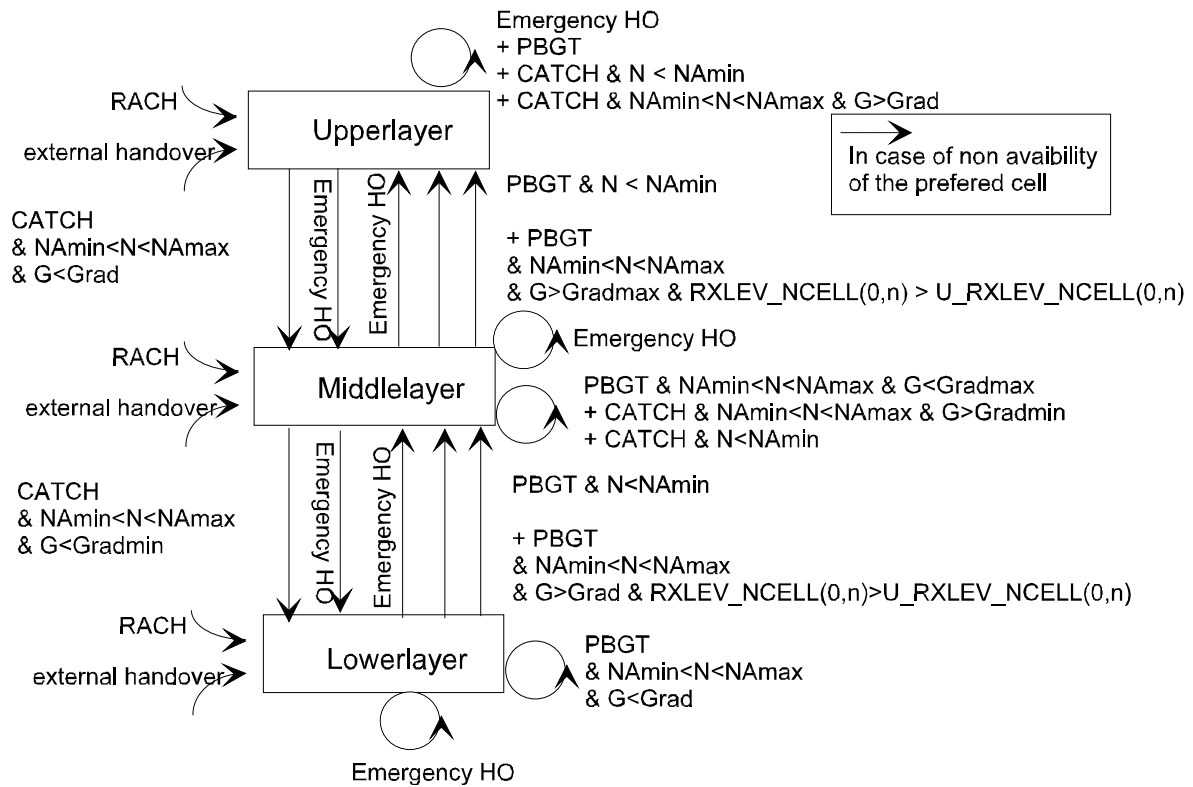 Emergency HO
+ PBGT
+ CATCH & N < NAmin
+ CATCH & NAmin<N<NAmax & G>Grad
RACH
Upperlayer
external handover
In case of non avaibility
of the prefered cell
Emergency HO
Emergency HO
PBGT & N < NAmin
CATCH
& NAmin<N<NAmax
& G<Grad
+ PBGT
& NAmin<N<NAmax
& G>Gradmax & RXLEV_NCELL(0,n) > U_RXLEV_NCELL(0,n)
Emergency HO
RACH
Middlelayer
external handover
PBGT & NAmin<N<NAmax & G<Gradmax
+ CATCH & NAmin<N<NAmax & G>Gradmin
+ CATCH & N<NAmin
Emergency HO
Emergency HO
PBGT & N<NAmin
CATCH
& NAmin<N<NAmax
& G<Gradmin
+ PBGT
& NAmin<N<NAmax
& G>Grad & RXLEV_NCELL(0,n)>U_RXLEV_NCELL(0,n)
RACH
Lowerlayer
external handover
PBGT
& NAmin<N<NAmax
& G<Grad
Emergency HO